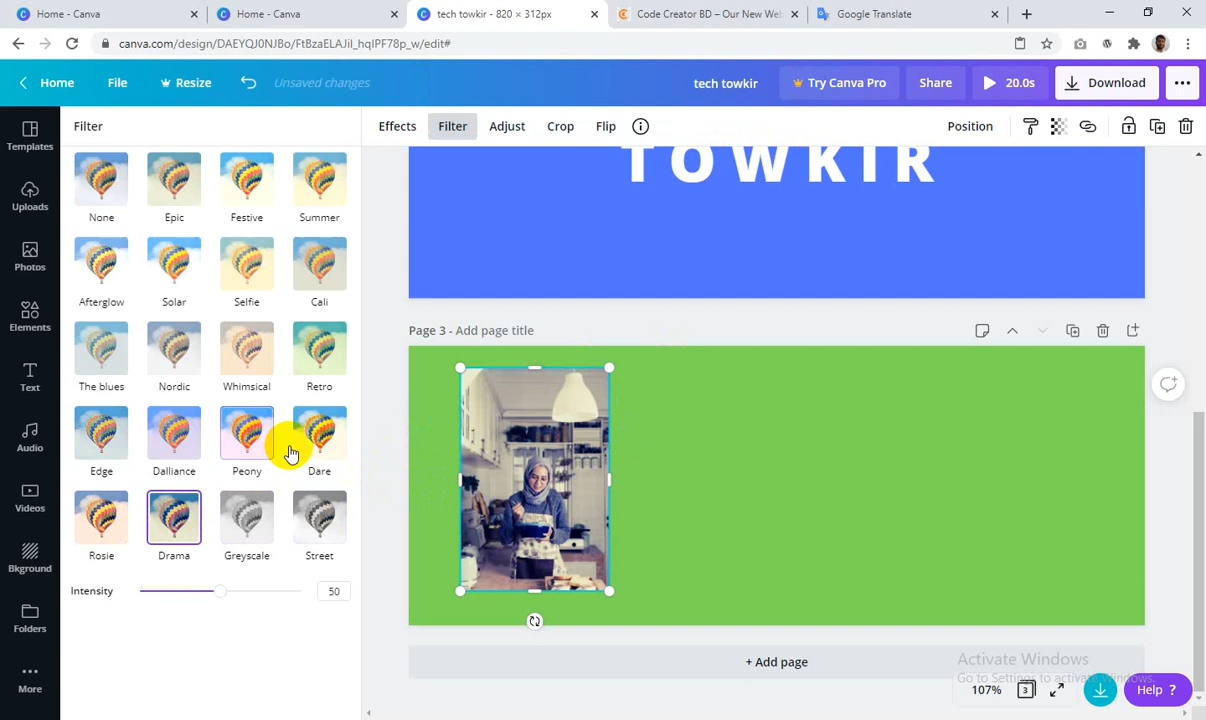 Home - Canva
Home - Canva
tech towkir - 820 × 312px
Code Creator BD – Our New Web
Google Translate
canva.com/design/DAEYQJ0NJBo/FtBzaELAJil_hqIPF78p_w/edit#
Home
File
Resize
Unsaved changes
tech towkir
Try Canva Pro
Share
20.0s
Download
Templates
Uploads
Photos
Elements
Text
Audio
Videos
Bkground
Folders
More
Filter
None
Epic
Festive
Summer
Afterglow
Solar
Selfie
Cali
The blues
Nordic
Whimsical
Retro
Edge
Dalliance
Peony
Dare
Rosie
Drama
Greyscale
Street
Intensity
50
Effects
Filter
Adjust
Crop
Flip
Position
TOWKIR
Page 3 - Add page title
+ Add page
Activate Windows
Go to Settings to activate Windows.
107%
3
Help ?